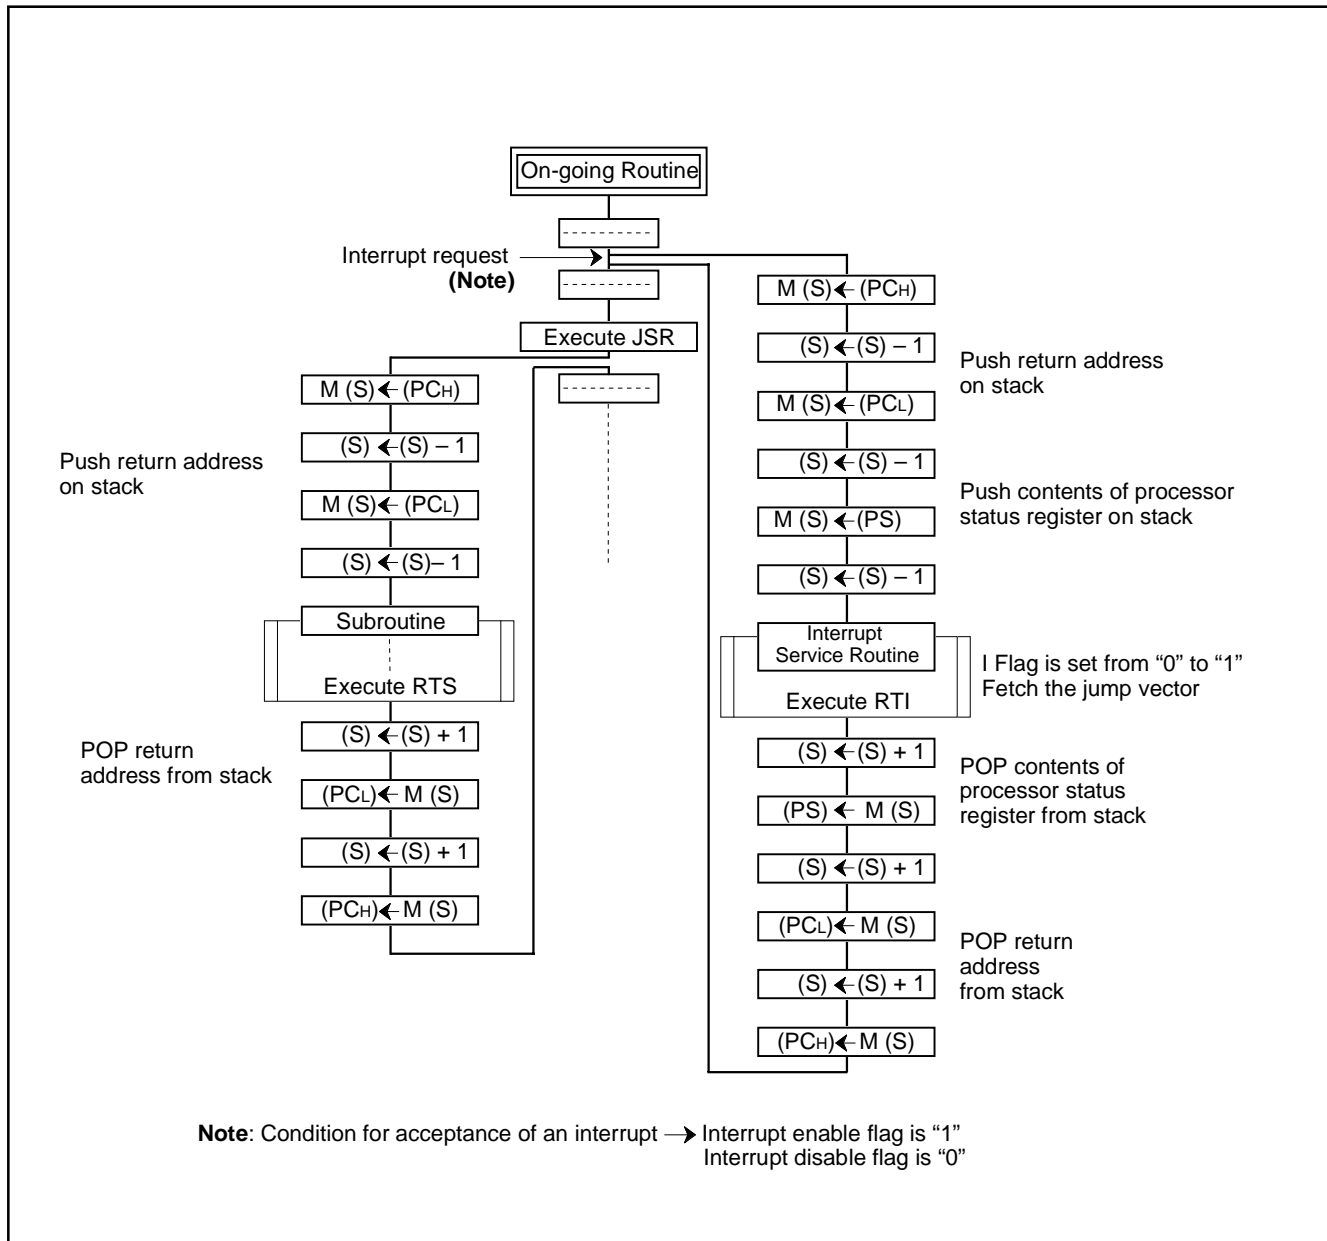 On-going Routine
Interrupt request
(Note)
Execute JSR
M (S) ← (PCH)
(S) ← (S) – 1
M (S) ← (PCL)
(S) ← (S) – 1
Push return address
on stack
Subroutine
Execute RTS
(S) ← (S) + 1
(PCL) ← M (S)
(S) ← (S) + 1
(PCH) ← M (S)
POP return
address from stack
M (S) ← (PCH)
(S) ← (S) – 1
M (S) ← (PCL)
(S) ← (S) – 1
M (S) ← (PS)
(S) ← (S) – 1
Push return address
on stack
Push contents of processor
status register on stack
Interrupt
Service Routine
Execute RTI
I Flag is set from “0” to “1”
Fetch the jump vector
(S) ← (S) + 1
(PS) ← M (S)
(S) ← (S) + 1
(PCL) ← M (S)
(S) ← (S) + 1
(PCH) ← M (S)
POP contents of
processor status
register from stack
POP return
address
from stack
Note: Condition for acceptance of an interrupt → Interrupt enable flag is “1”
Interrupt disable flag is “0”